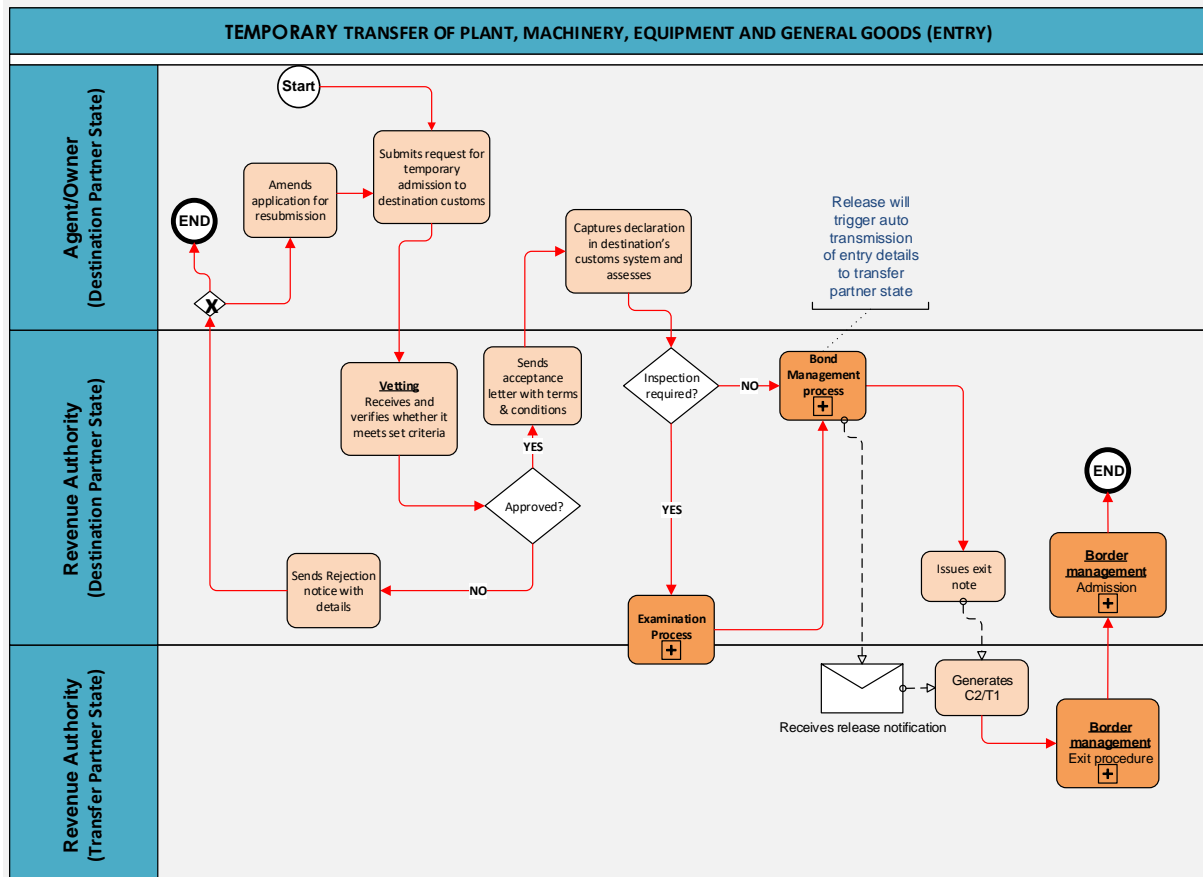 TEMPORARY TRANSFER OF PLANT, MACHINERY, EQUIPMENT AND GENERAL GOODS (ENTRY)
Agent/Owner
(Destination Partner State)
Start
Submits request for
temporary
admission to
destination customs
Amends
application for
resubmission
END
X
Captures declaration
in destination’s
customs system and
assesses
Release will
trigger auto
transmission
of entry details
to transfer
partner state
Revenue Authority
(Destination Partner State)
Vetting
Receives and
verifies whether it
meets set criteria
Sends
acceptance
letter with terms
& conditions
YES
Approved?
NO
Sends Rejection
notice with
details
Inspection
required?
NO
YES
Bond
Management
process
Examination
Process
Issues exit
note
END
Border
management
Admission
Revenue Authority
(Transfer Partner State)
Receives release notification
Generates
C2/T1
Border
management
Exit procedure